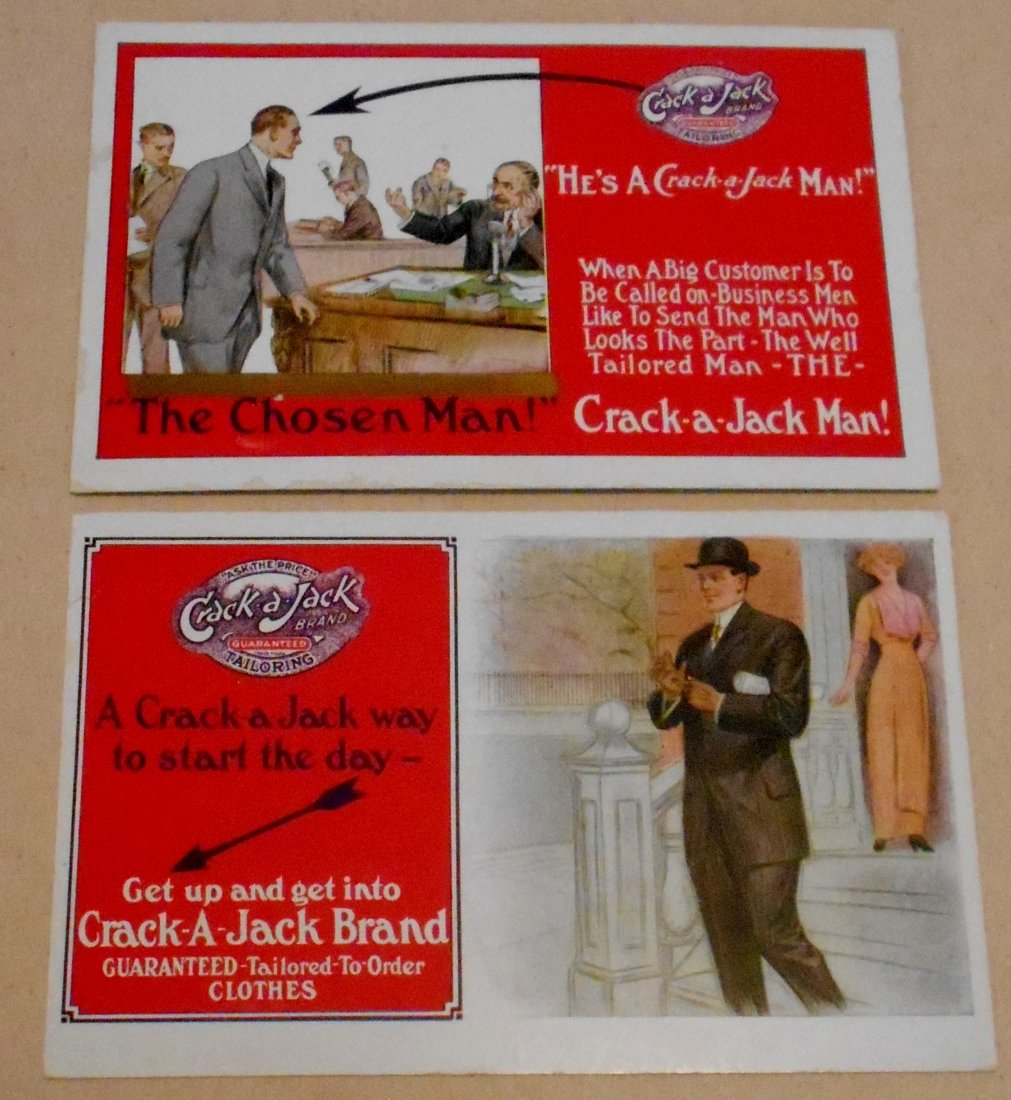 Crack-a-Jack
BRAND
GUARANTEED
TAILORING
"HE'S A Crack-a-Jack MAN!"
When A Big Customer Is To
Be Called on-Business Men
Like To Send The Man Who
Looks The Part - The Well
Tailored Man - THE -
Crack-a-Jack Man!
"The Chosen Man!"
"ASK THE PRICE"
Crack-a-Jack
BRAND
GUARANTEED
TRADE MARK
TAILORING
A Crack-a-Jack way
to start the day –
Get up and get into
Crack-A-Jack Brand
GUARANTEED-Tailored-To-Order
CLOTHES